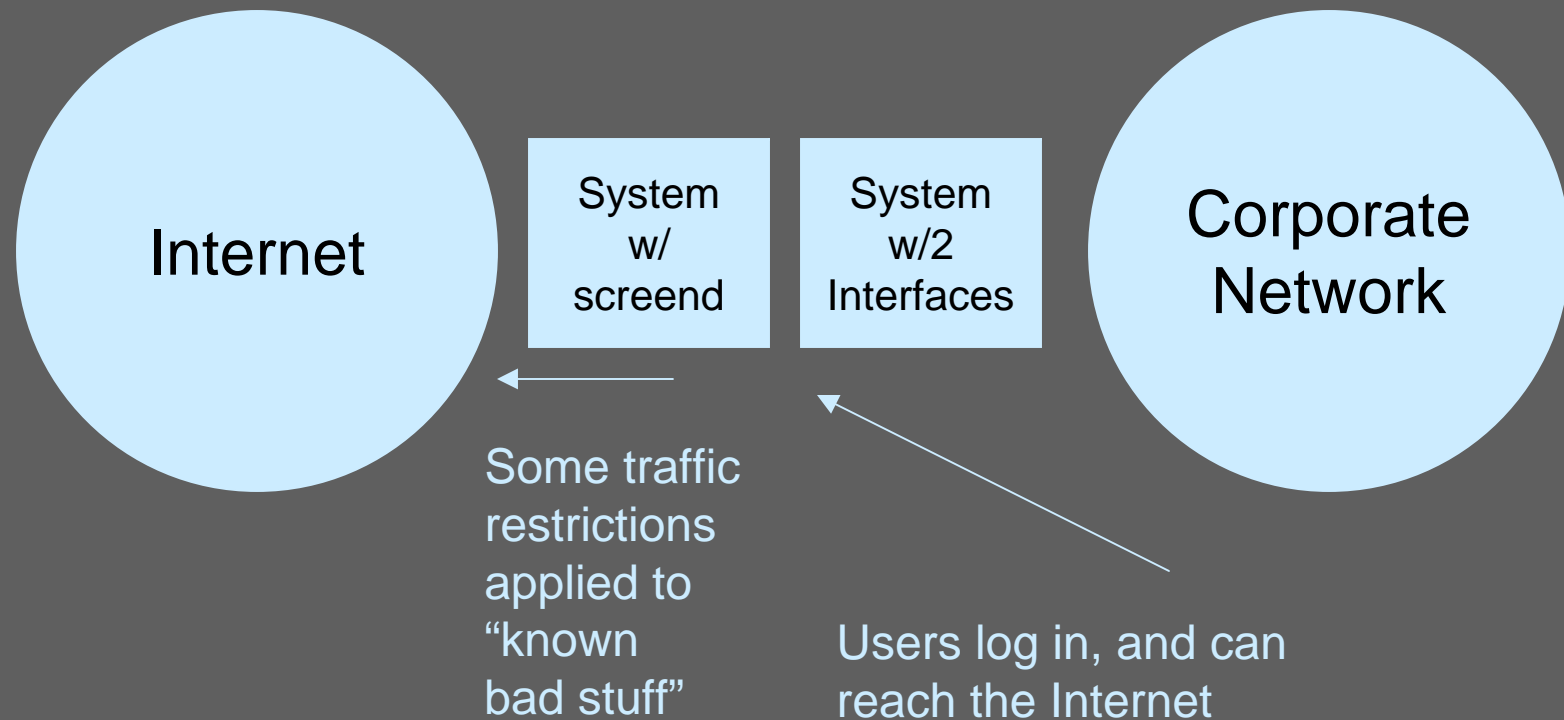 Internet
System
w/
screend
System
w/2
Interfaces
Corporate
Network
Some traffic
restrictions
applied to
“known
bad stuff”
Users log in, and can
reach the Internet